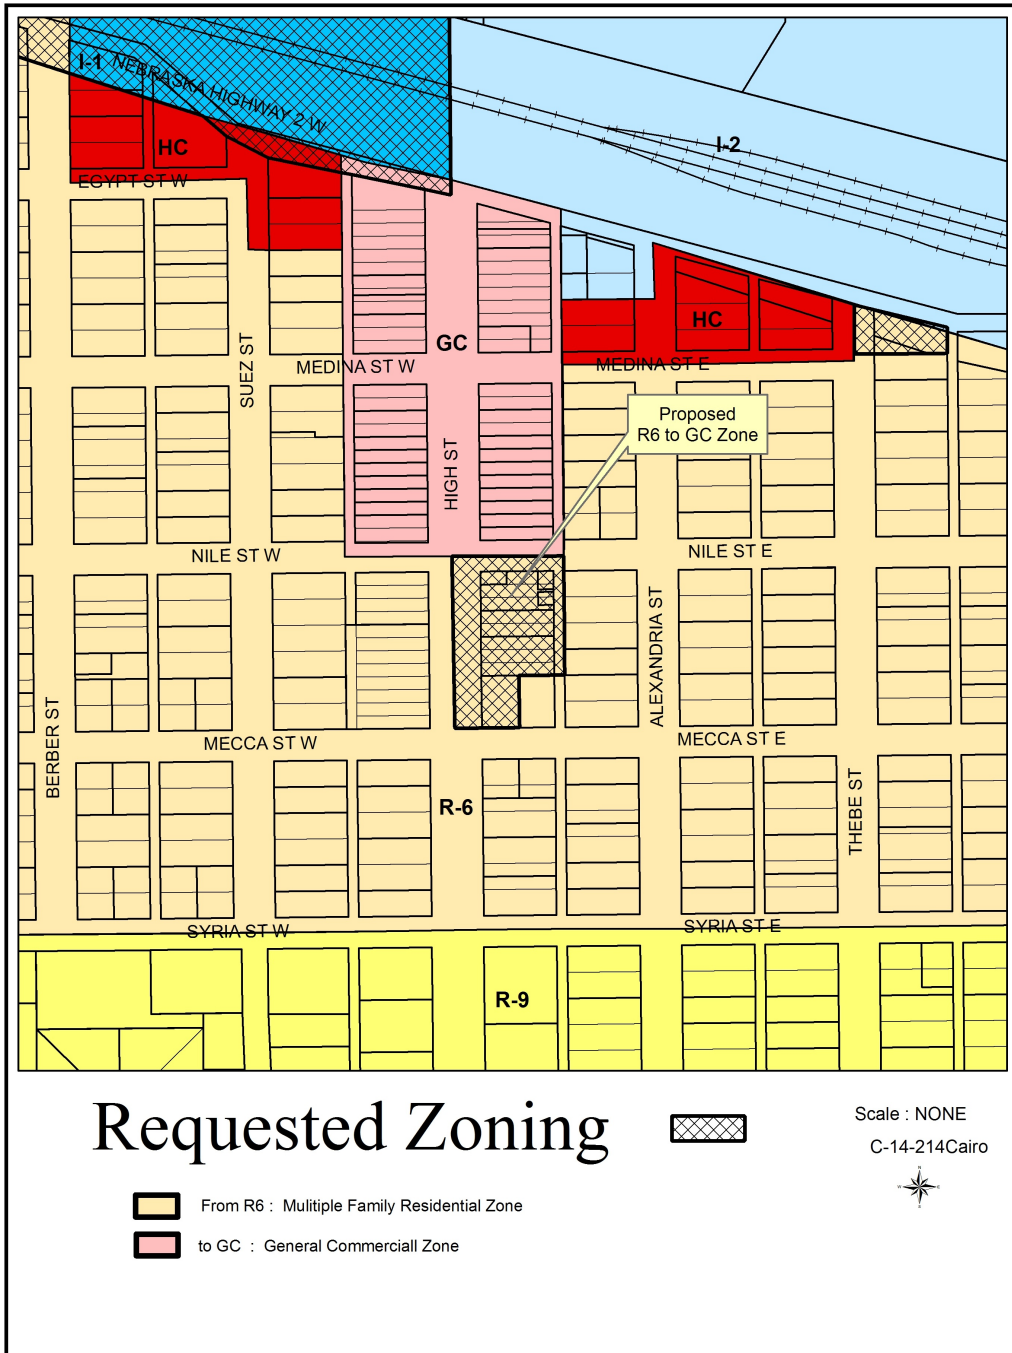 I-1
NEBRASKA HIGHWAY 2 W
I-2
HC
EGYPT ST W
HC
GC
SUEZ ST
MEDINA ST W
MEDINA ST E
Proposed
R6 to GC Zone
HIGH ST
NILE ST W
NILE ST E
ALEXANDRIA ST
BERBER ST
MECCA ST W
MECCA ST E
THEBE ST
R-6
SYRIA ST W
SYRIA ST E
R-9
Requested Zoning
Scale : NONE
C-14-214Cairo
N
W
E
S
From R6 : Mulitiple Family Residential Zone
to GC : General Commerciall Zone